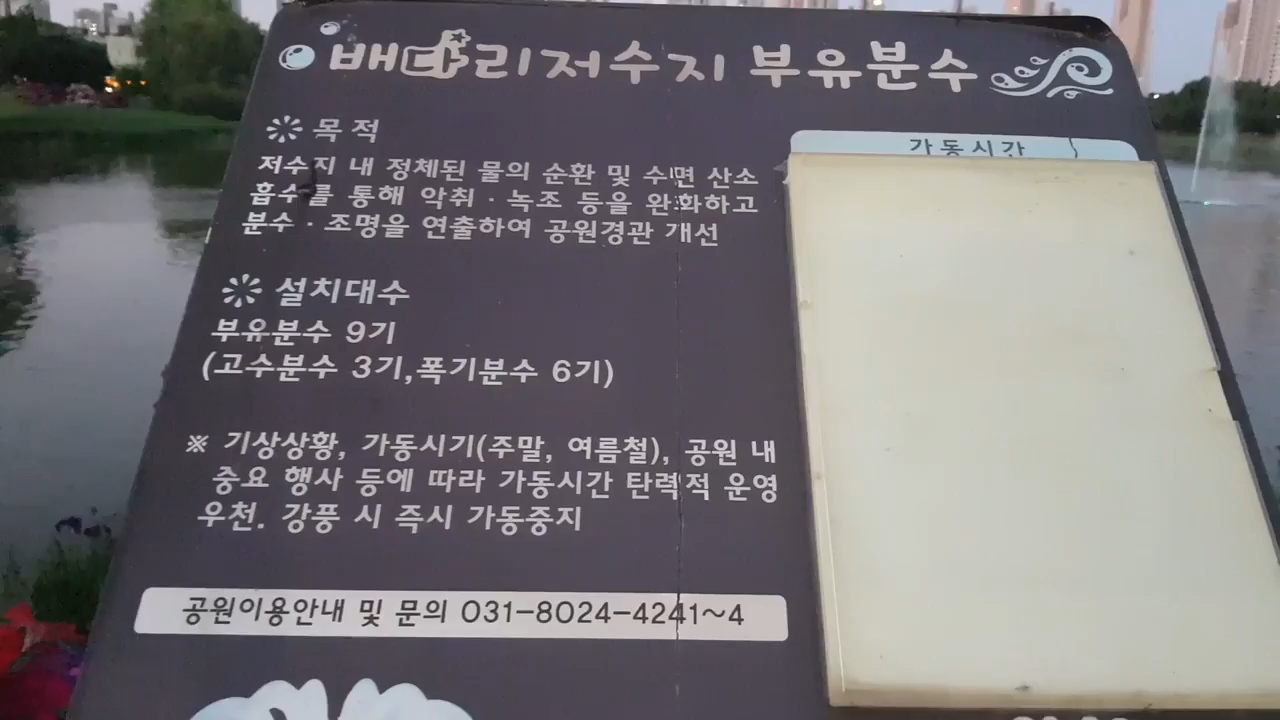 배다리저수지 부유분수
목적
저수지 내 정체된 물의 순환 및 수면 산소
흡수를 통해 악취 · 녹조 등을 완화하고
분수 · 조명을 연출하여 공원경관 개선
설치대수
부유분수 9기
(고수분수 3기,폭기분수 6기)
※ 기상상황, 가동시기(주말, 여름철), 공원 내
중요 행사 등에 따라 가동시간 탄력적 운영
우천. 강풍 시 즉시 가동중지
공원이용안내 및 문의 031-8024-4241~4
가동시간